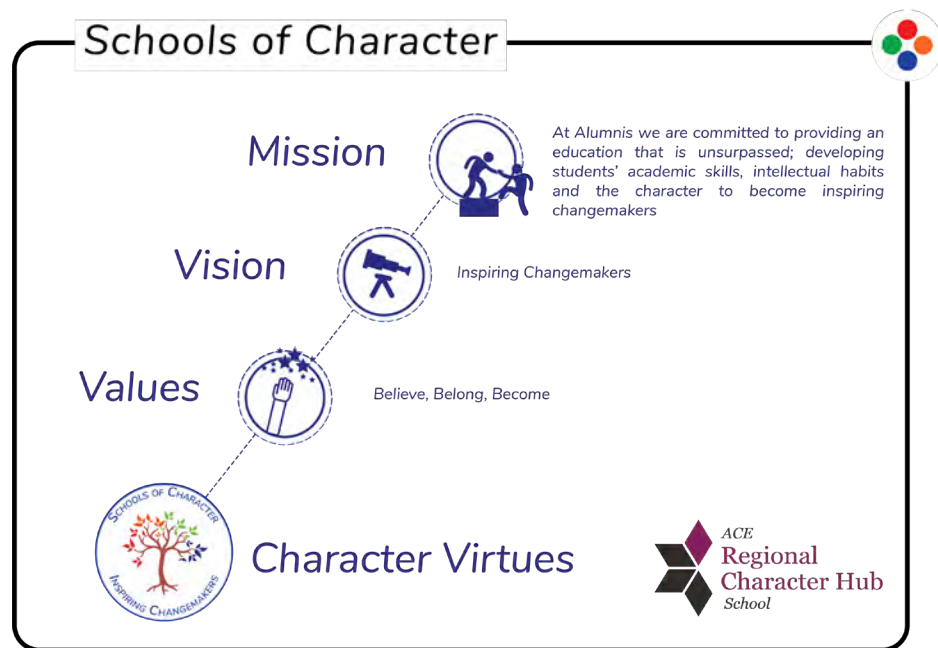 Schools of Character
Mission
At Alumnis we are committed to providing an
education that is unsurpassed; developing
students’ academic skills, intellectual habits
and the character to become inspiring
changemakers
Vision
Inspiring Changemakers
Values
Believe, Belong, Become
SCHOOLS OF CHARACTER
INSPIRING CHANGEMAKERS
Character Virtues
ACE
Regional
Character Hub
School